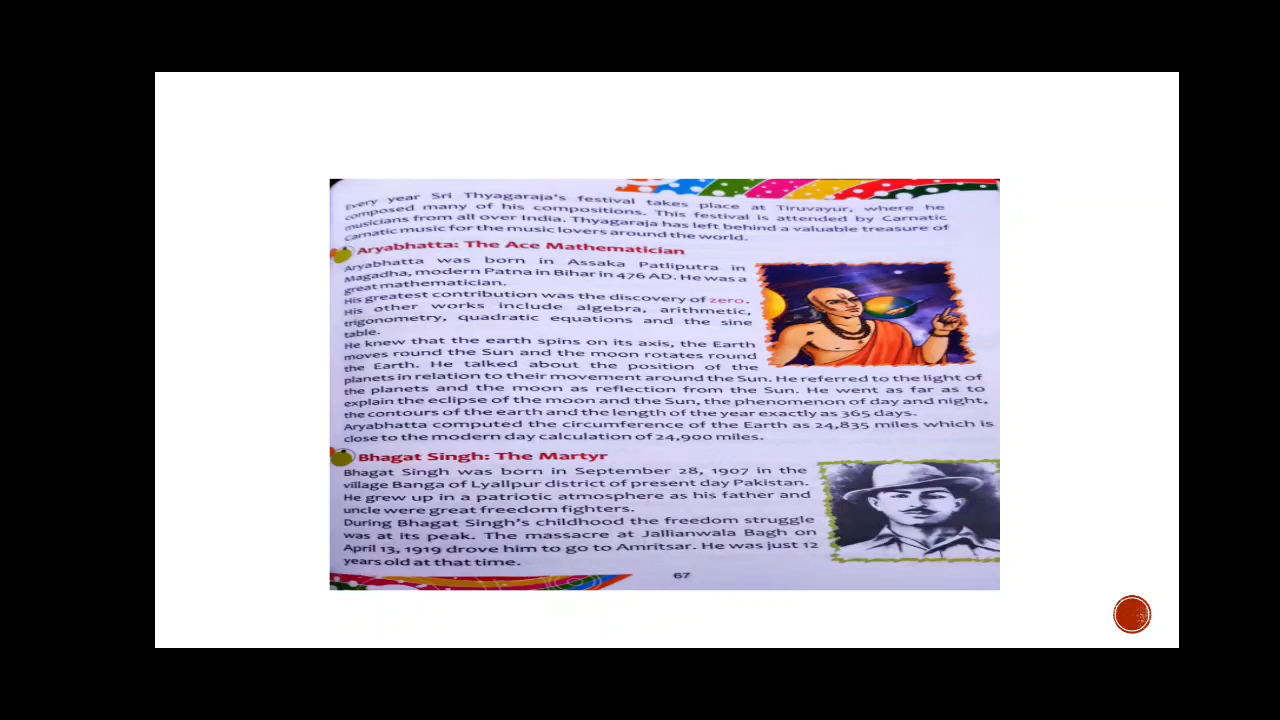 Every year Sri Thyagaraja's festival takes place at Tiruvayur, where he
composed many of his compositions. This festival is attended by Carnatic
musicians from all over India. Thyagaraja has left behind a valuable treasure of
Carnatic music for the music lovers around the world.
Aryabhatta: The Ace Mathematician
Aryabhatta was born in Assaka Patliputra in
Magadha, modern Patna in Bihar in 476 AD. He was a
great mathematician.
His greatest contribution was the discovery of zero.
His other works include algebra, arithmetic,
trigonometry, quadratic equations and the sine
table.
He knew that the earth spins on its axis, the Earth
moves round the Sun and the moon rotates round
the Earth. He talked about the position of the
planets in relation to their movement around the Sun. He referred to the light of
the planets and the moon as reflection from the Sun. He went as far as to
explain the eclipse of the moon and the Sun, the phenomenon of day and night,
the contours of the earth and the length of the year exactly as 365 days.
Aryabhatta computed the circumference of the Earth as 24,835 miles which is
close to the modern day calculation of 24,900 miles.
Bhagat Singh: The Martyr
Bhagat Singh was born in September 28, 1907 in the
village Banga of Lyallpur district of present day Pakistan.
He grew up in a patriotic atmosphere as his father and
uncle were great freedom fighters.
During Bhagat Singh's childhood the freedom struggle
was at its peak. The massacre at Jallianwala Bagh on
April 13, 1919 drove him to go to Amritsar. He was just 12
years old at that time.
67